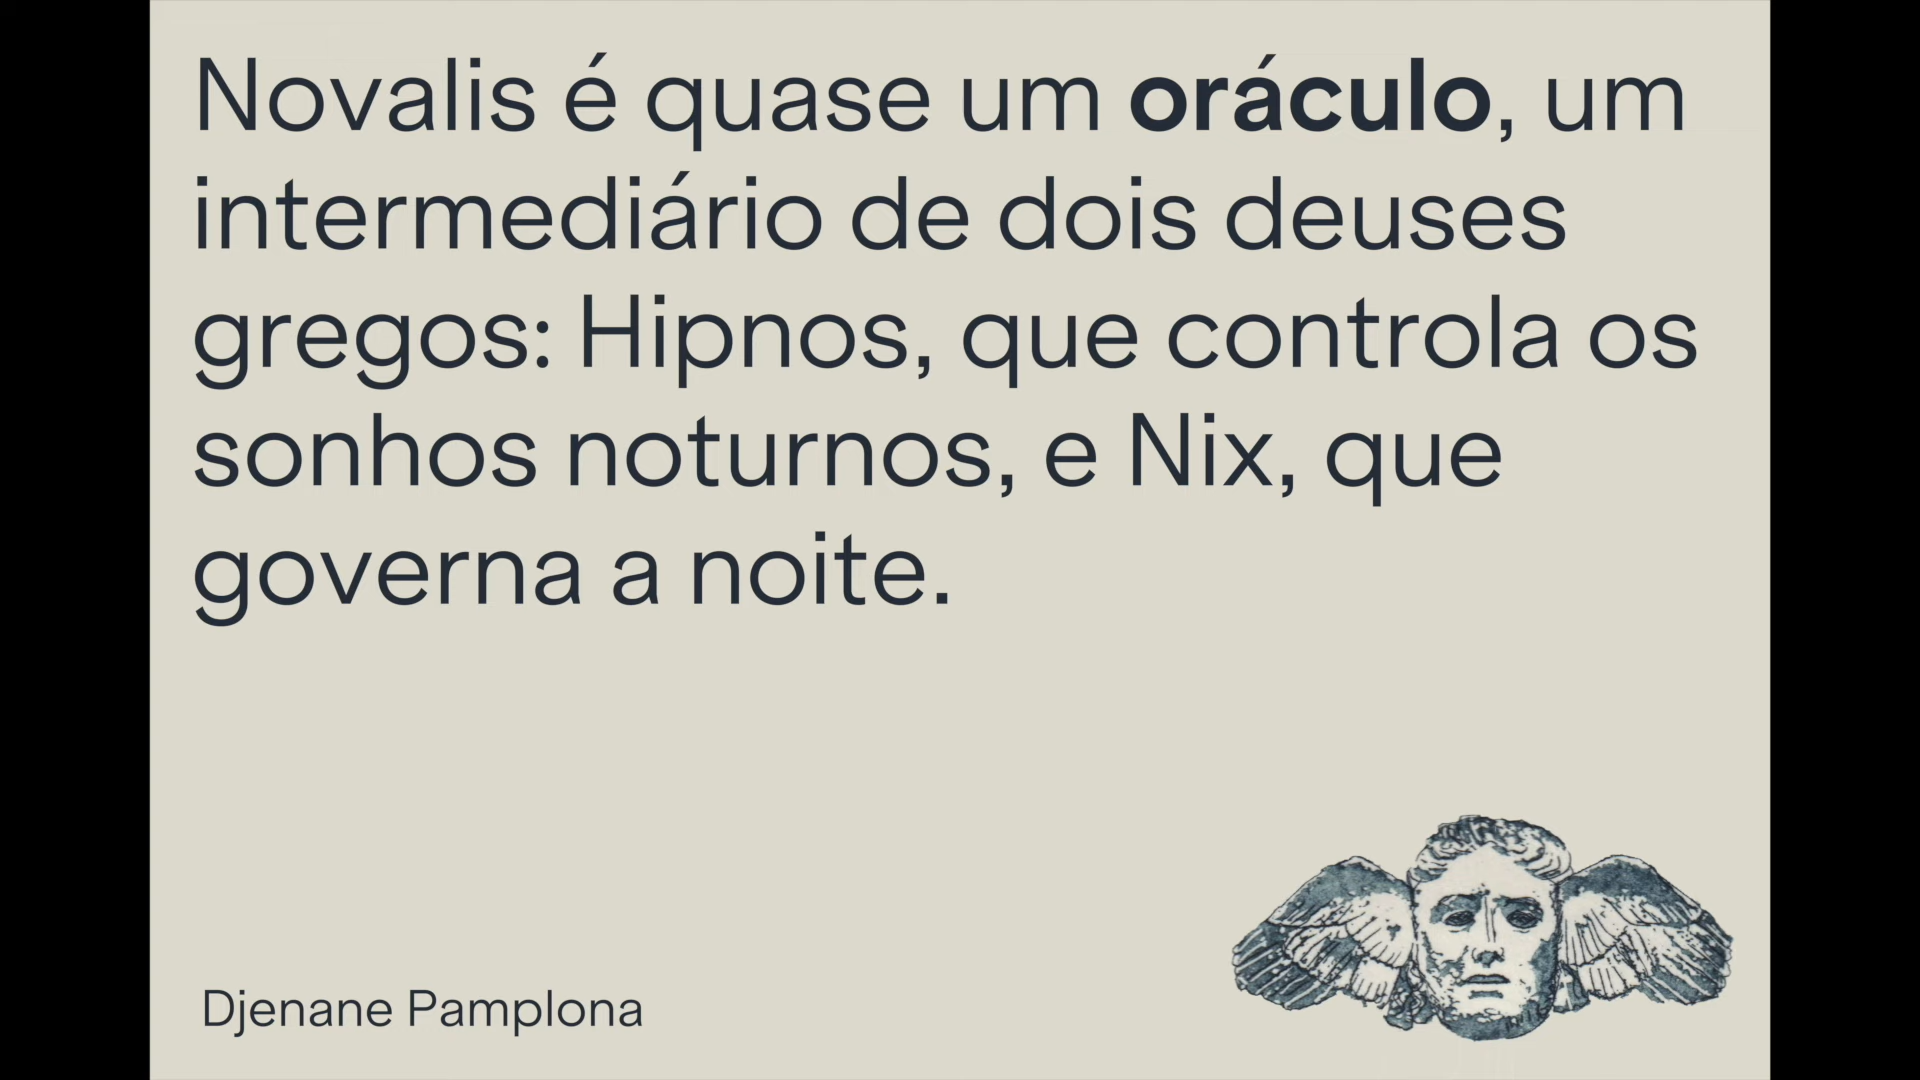 Novalis é quase um oráculo, um
intermediário de dois deuses
gregos: Hipnos, que controla os
sonhos noturnos, e Nix, que
governa a noite.
Djenane Pamplona